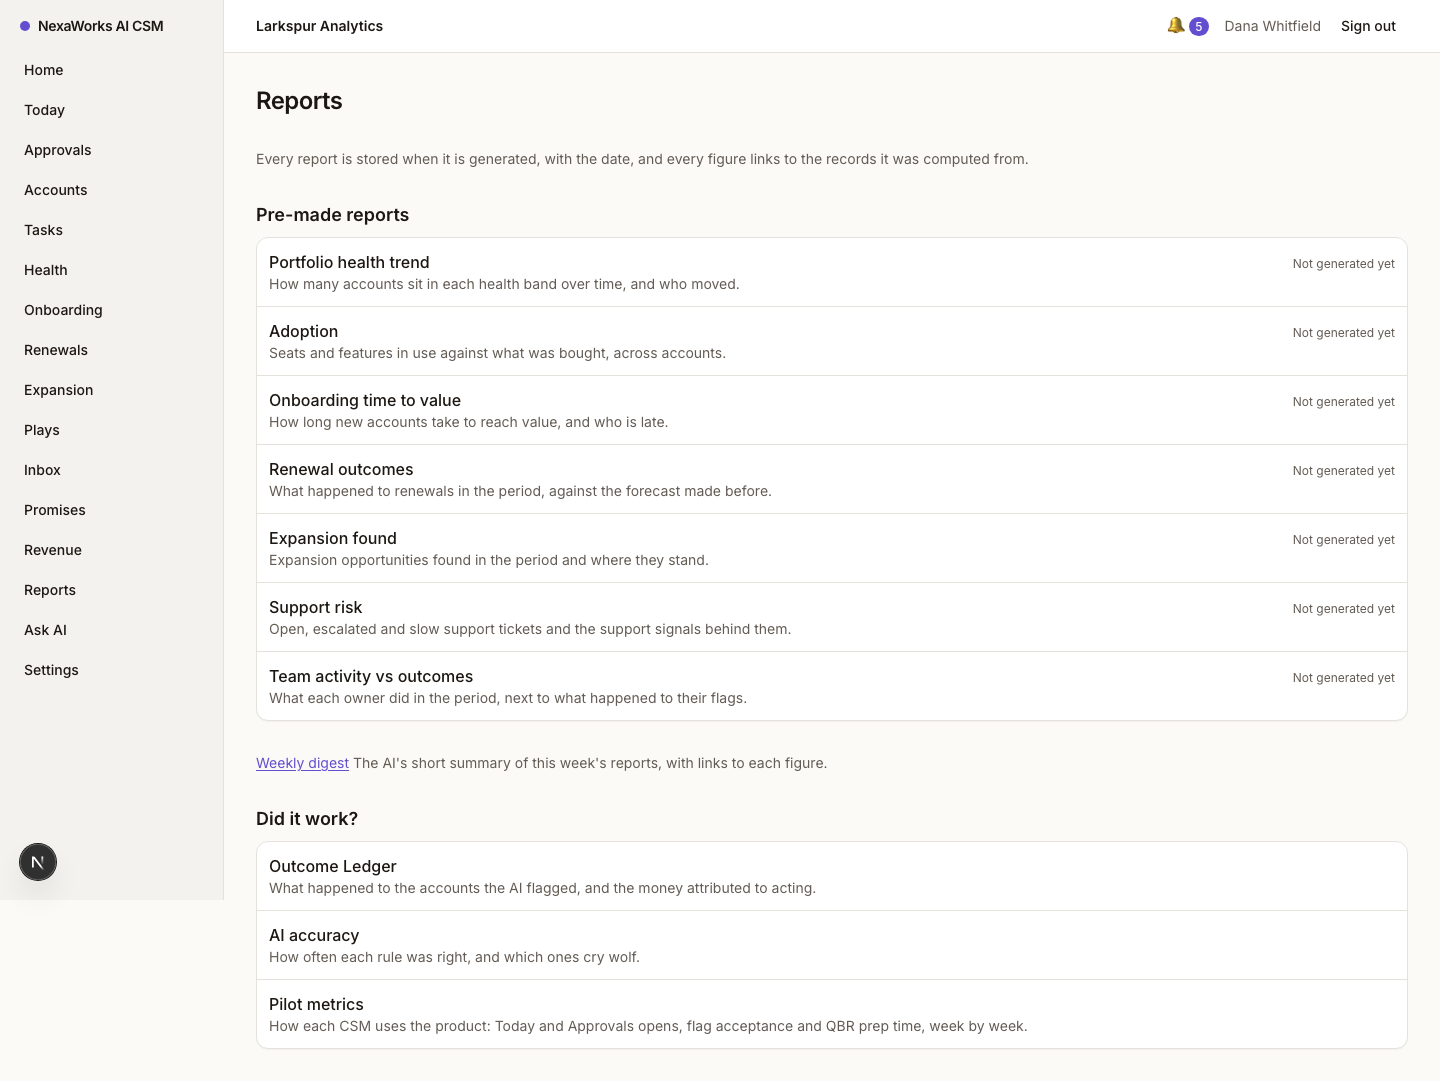 NexaWorks AI CSM
Home
Today
Approvals
Accounts
Tasks
Health
Onboarding
Renewals
Expansion
Plays
Inbox
Promises
Revenue
Reports
Ask AI
Settings
N
Larkspur Analytics
5
Dana Whitfield
Sign out
Reports
Every report is stored when it is generated, with the date, and every figure links to the records it was computed from.
Pre-made reports
Portfolio health trend
Not generated yet
How many accounts sit in each health band over time, and who moved.
Adoption
Not generated yet
Seats and features in use against what was bought, across accounts.
Onboarding time to value
Not generated yet
How long new accounts take to reach value, and who is late.
Renewal outcomes
Not generated yet
What happened to renewals in the period, against the forecast made before.
Expansion found
Not generated yet
Expansion opportunities found in the period and where they stand.
Support risk
Not generated yet
Open, escalated and slow support tickets and the support signals behind them.
Team activity vs outcomes
Not generated yet
What each owner did in the period, next to what happened to their flags.
Weekly digest The AI's short summary of this week's reports, with links to each figure.
Did it work?
Outcome Ledger
What happened to the accounts the AI flagged, and the money attributed to acting.
AI accuracy
How often each rule was right, and which ones cry wolf.
Pilot metrics
How each CSM uses the product: Today and Approvals opens, flag acceptance and QBR prep time, week by week.